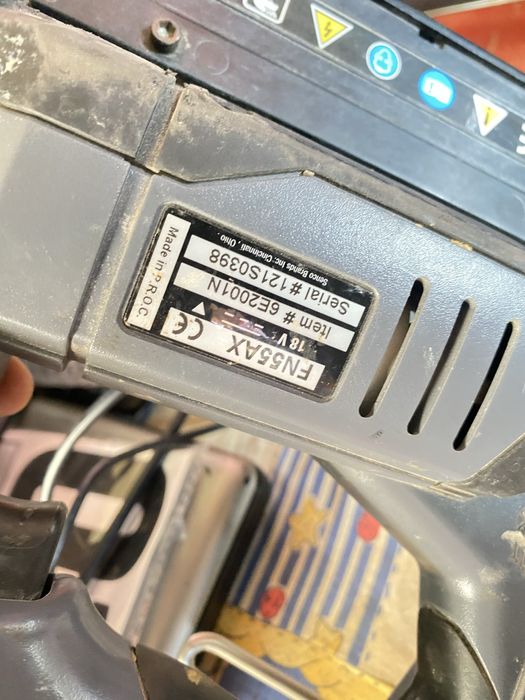 FN55AX
18 V CE
Item # 6E2001N
Serial # 121S0398
Senco Brands Inc. Cincinnati, Ohio.
Made in P.R.O.C.